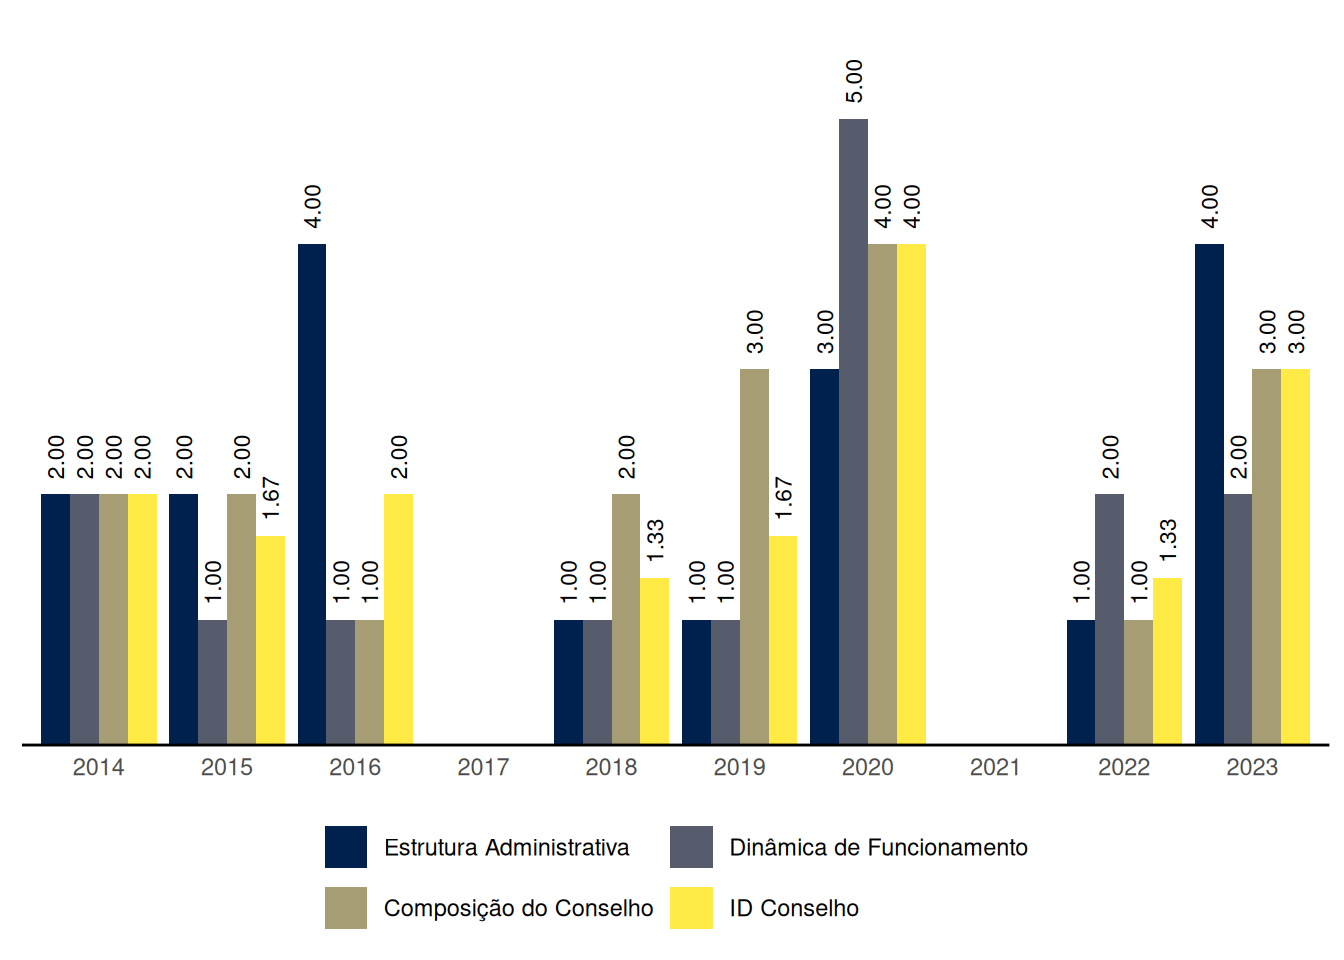 5.00
4.00 4.00 4.00 4.00
3.00 3.00 3.00 3.00
2.00 2.00 2.00 2.00 2.00 2.00 2.00 2.00 2.00 2.00
1.67 1.67
1.33 1.33
1.00 1.00 1.00 1.00 1.00 1.00 1.00 1.00 1.00
2014 2015 2016 2017 2018 2019 2020 2021 2022 2023
Estrutura Administrativa Dinâmica de Funcionamento
Composição do Conselho ID Conselho